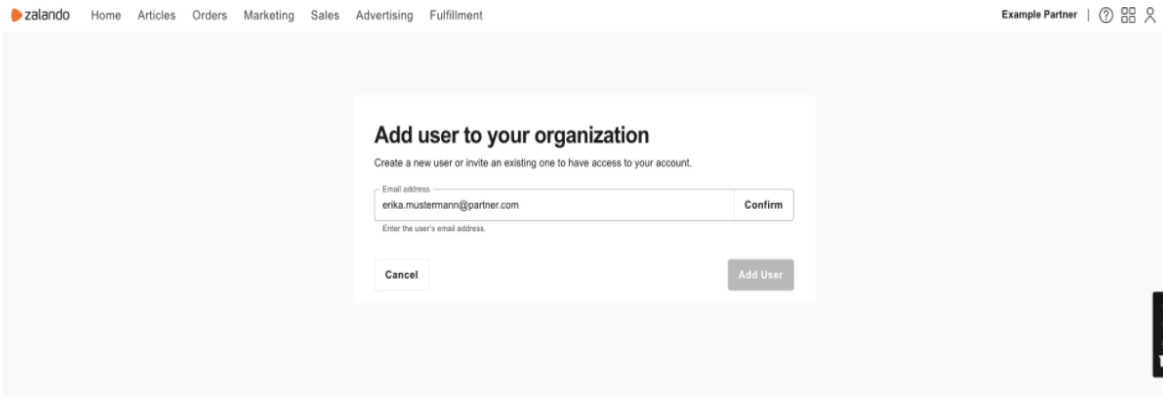 zalando Home Articles Orders Marketing Sales Advertising Fulfillment Example Partner |
Add user to your organization
Create a new user or invite an existing one to have access to your account.
Email address
erika.mustermann@partner.com Confirm
Enter the user's email address.
Cancel Add User